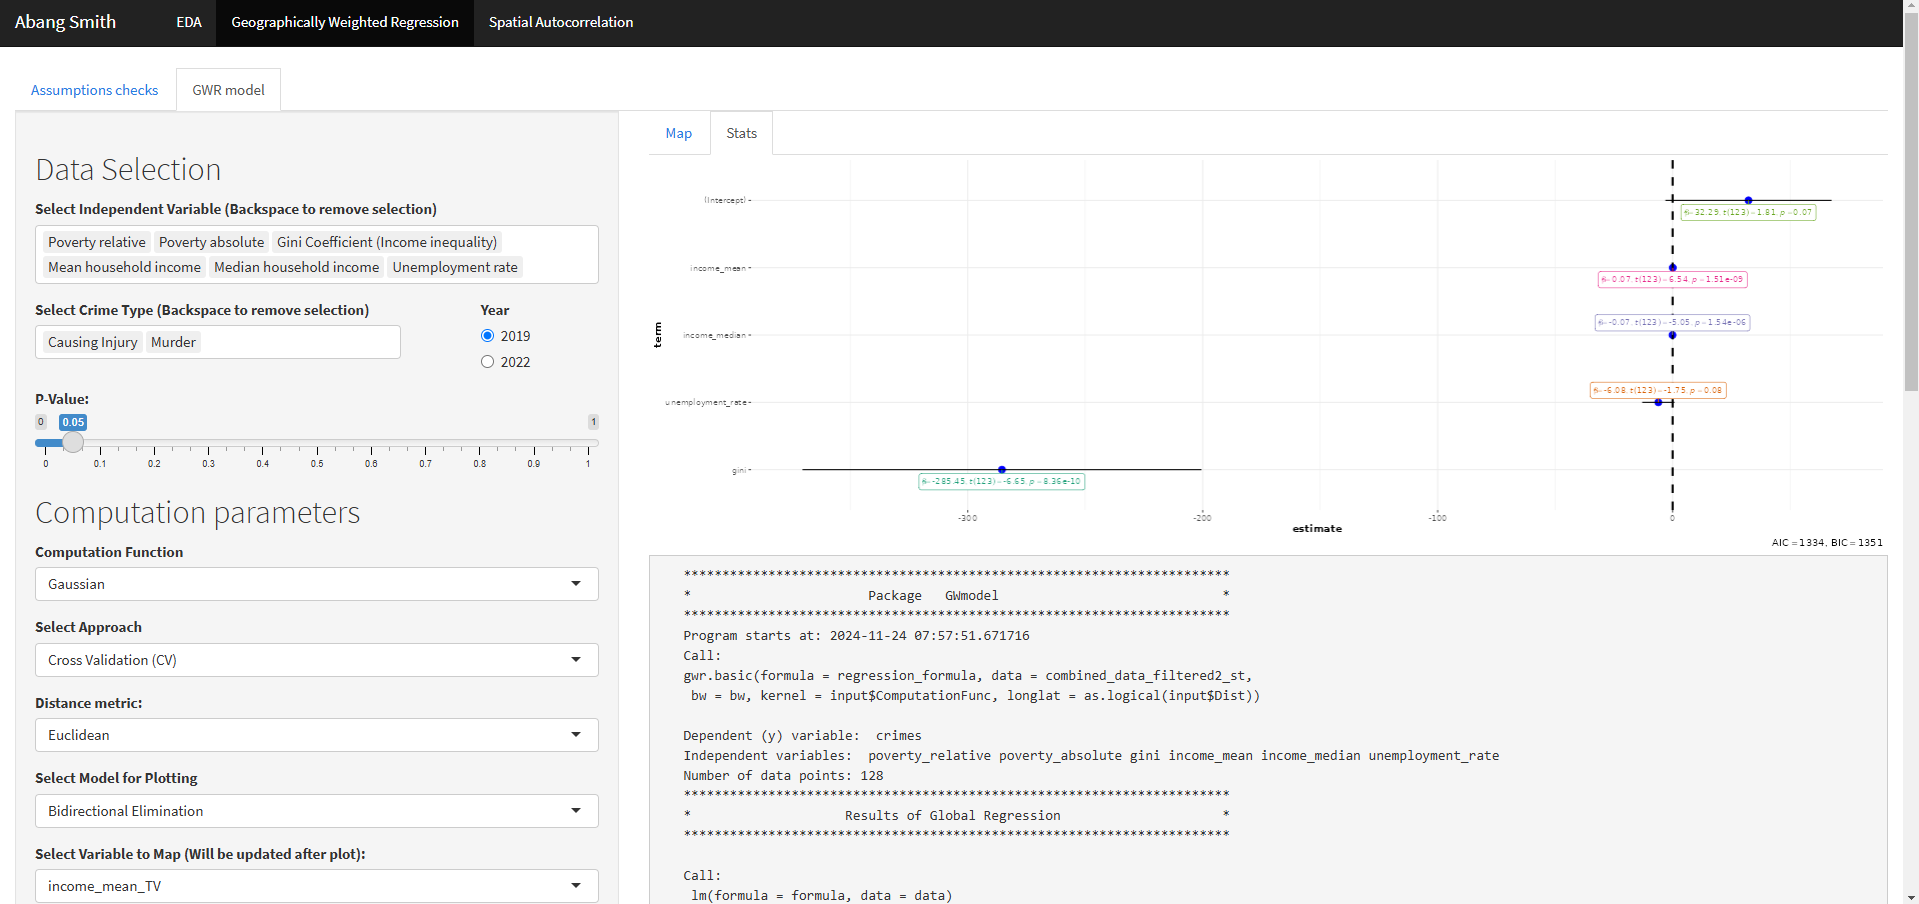 Abang Smith EDA Geographically Weighted Regression Spatial Autocorrelation
Assumptions checks GWR model
Data Selection
Select Independent Variable (Backspace to remove selection)
Poverty relative Poverty absolute Gini Coefficient (Income inequality)
Mean household income Median household income Unemployment rate
Select Crime Type (Backspace to remove selection)
Causing Injury Murder
Year
2019
2022
P-Value:
0 0.05 1
0 0.1 0.2 0.3 0.4 0.5 0.6 0.7 0.8 0.9 1
Computation parameters
Computation Function
Gaussian
Select Approach
Cross Validation (CV)
Distance metric:
Euclidean
Select Model for Plotting
Bidirectional Elimination
Select Variable to Map (Will be updated after plot):
income_mean_TV
Map Stats
term
(Intercept)
32.29, t(123) = 1.81, p = 0.07
income_mean
0.07, t(123) = 6.54, p = 1.51e-09
-0.07, t(123) = -5.05, p = 1.54e-06
income_median
-6.08, t(123) = -1.75, p = 0.08
unemployment_rate
gini
-285.45, t(123) = -6.65, p = 8.36e-10
-300 -200 -100 0
estimate
AIC = 1334, BIC = 1351
***********************************************************************
* Package GWmodel *
***********************************************************************
Program starts at: 2024-11-24 07:57:51.671716
Call:
gwr.basic(formula = regression_formula, data = combined_data_filtered2_st,
bw = bw, kernel = input$ComputationFunc, longlat = as.logical(input$Dist))
Dependent (y) variable: crimes
Independent variables: poverty_relative poverty_absolute gini income_mean income_median unemployment_rate
Number of data points: 128
***********************************************************************
* Results of Global Regression *
***********************************************************************
Call:
lm(formula = formula, data = data)